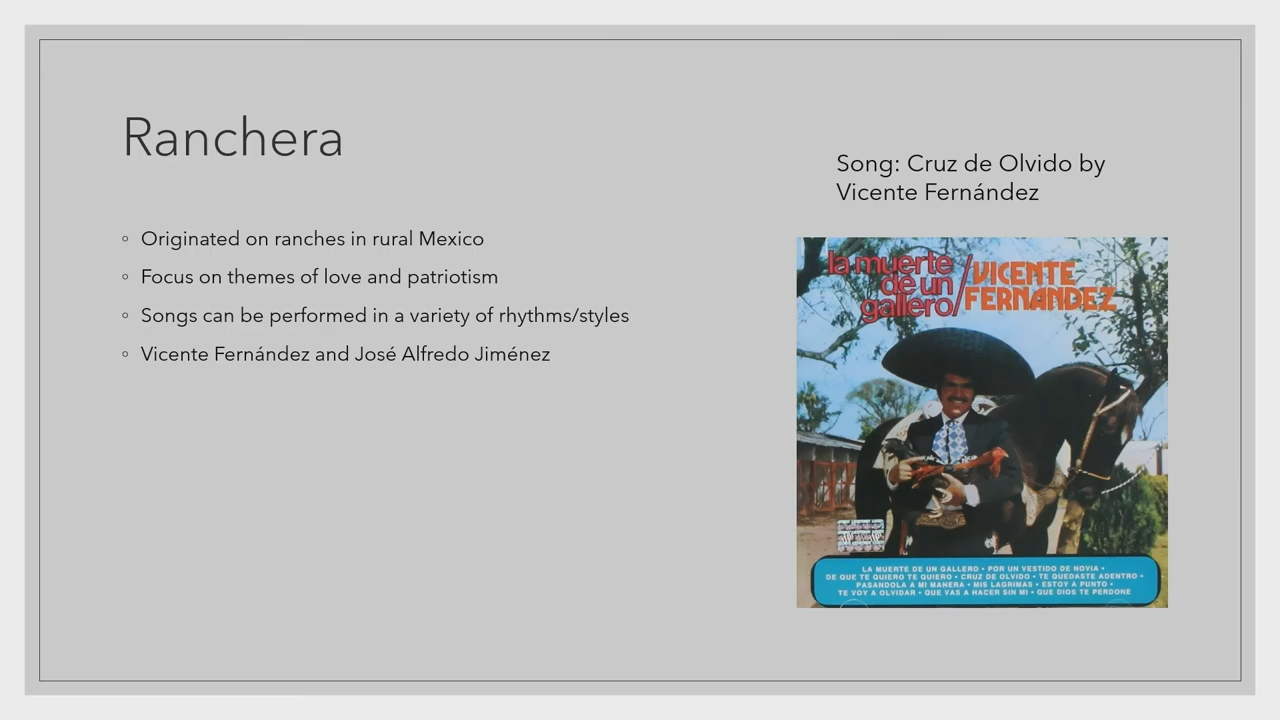 Ranchera
Originated on ranches in rural Mexico
Focus on themes of love and patriotism
Songs can be performed in a variety of rhythms/styles
Vicente Fernández and José Alfredo Jiménez
Song: Cruz de Olvido by
Vicente Fernández
la muerte
de un
gallero/
VICENTE
FERNANDEZ
LA MUERTE DE UN GALLERO • POR UN VESTIDO DE NOVIA •
DE QUE TE QUIERO TE QUIERO • CRUZ DE OLVIDO • TE QUEDASTE ADENTRO •
PASANDOLA A MI MANERA • MIS LAGRIMAS • ESTOY A PUNTO •
TE VOY A OLVIDAR • QUE VAS A HACER SIN MI • QUE DIOS TE PERDONE